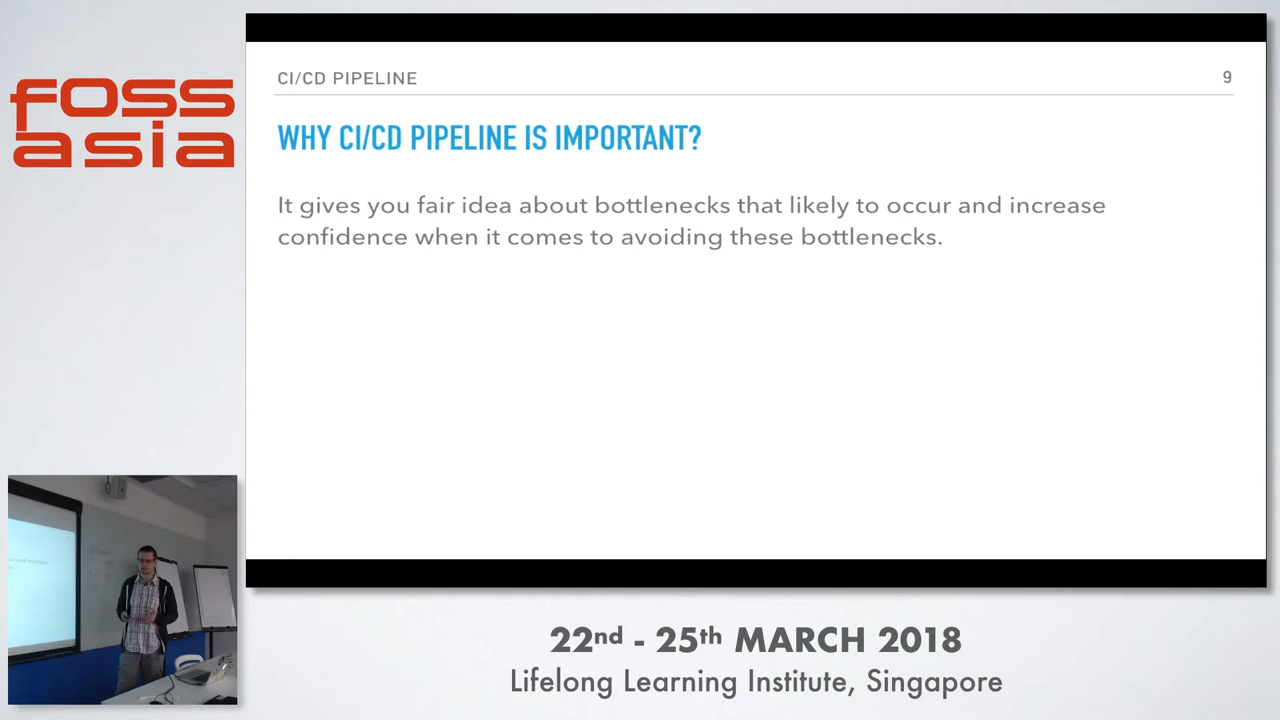 foss
asia
CI/CD PIPELINE
9
WHY CI/CD PIPELINE IS IMPORTANT?
It gives you fair idea about bottlenecks that likely to occur and increase
confidence when it comes to avoiding these bottlenecks.
22nd - 25th MARCH 2018
Lifelong Learning Institute, Singapore